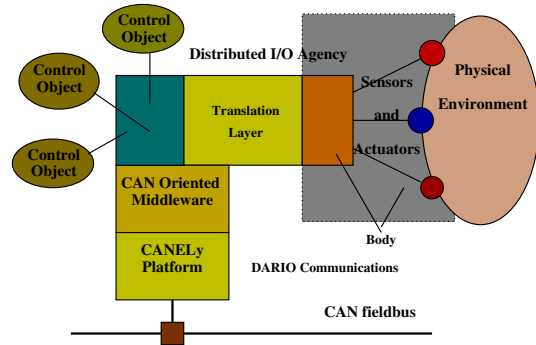 Control
Object
Distributed I/O Agency
Control
Object
Sensors
and
Actuators
Physical
Environment
Translation
Layer
Control
Object
CAN Oriented
Middleware
Body
CANELy
Platform
DARIO Communications
CAN fieldbus